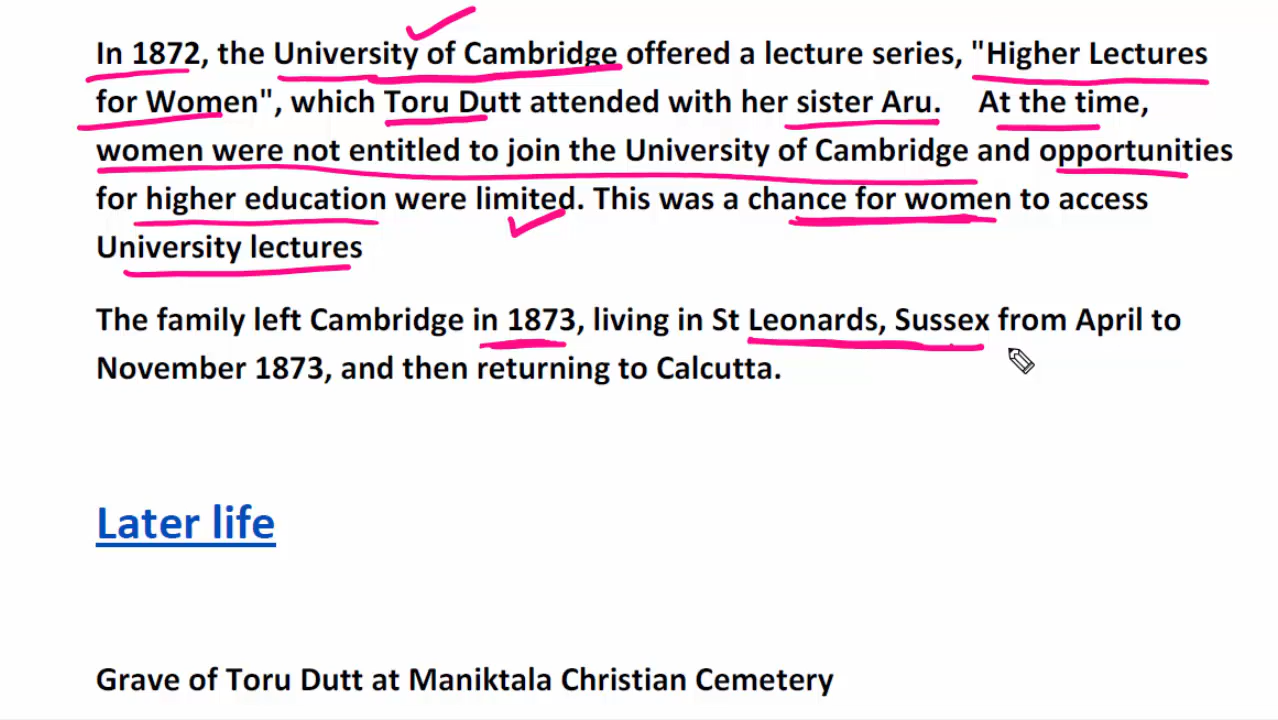 In 1872, the University of Cambridge offered a lecture series, "Higher Lectures
for Women", which Toru Dutt attended with her sister Aru. At the time,
women were not entitled to join the University of Cambridge and opportunities
for higher education were limited. This was a chance for women to access
University lectures
The family left Cambridge in 1873, living in St Leonards, Sussex from April to
November 1873, and then returning to Calcutta.
Later life
Grave of Toru Dutt at Maniktala Christian Cemetery